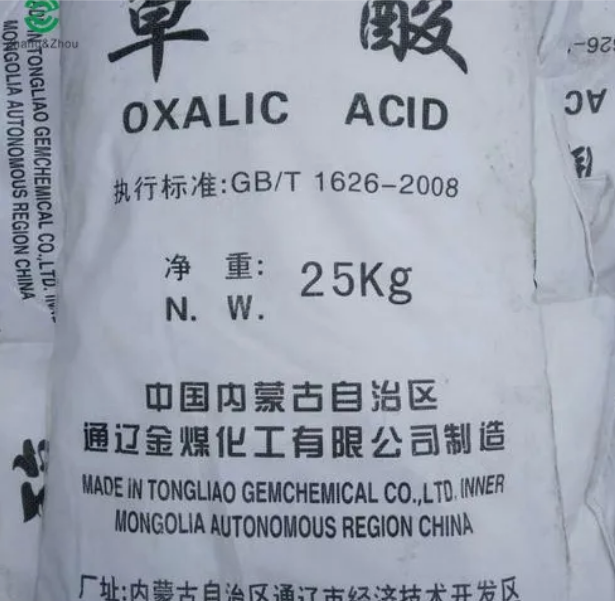 草酸
OXALIC ACID
执行标准:GB/T 1626-2008
净 重: 25Kg
N. W.
中国内蒙古自治区
通辽金煤化工有限公司制造
MADE IN TONGLIAO GEMCHEMICAL CO.,LTD. INNER
MONGOLIA AUTONOMOUS REGION CHINA
厂址:内蒙古自治区通辽市经济技术开发区
IN TONGLIAO GEMCHEMICAL CO.,LTD.
MONGOLIA AUTONOMOUS REGION CHINA
&Zhou
AC